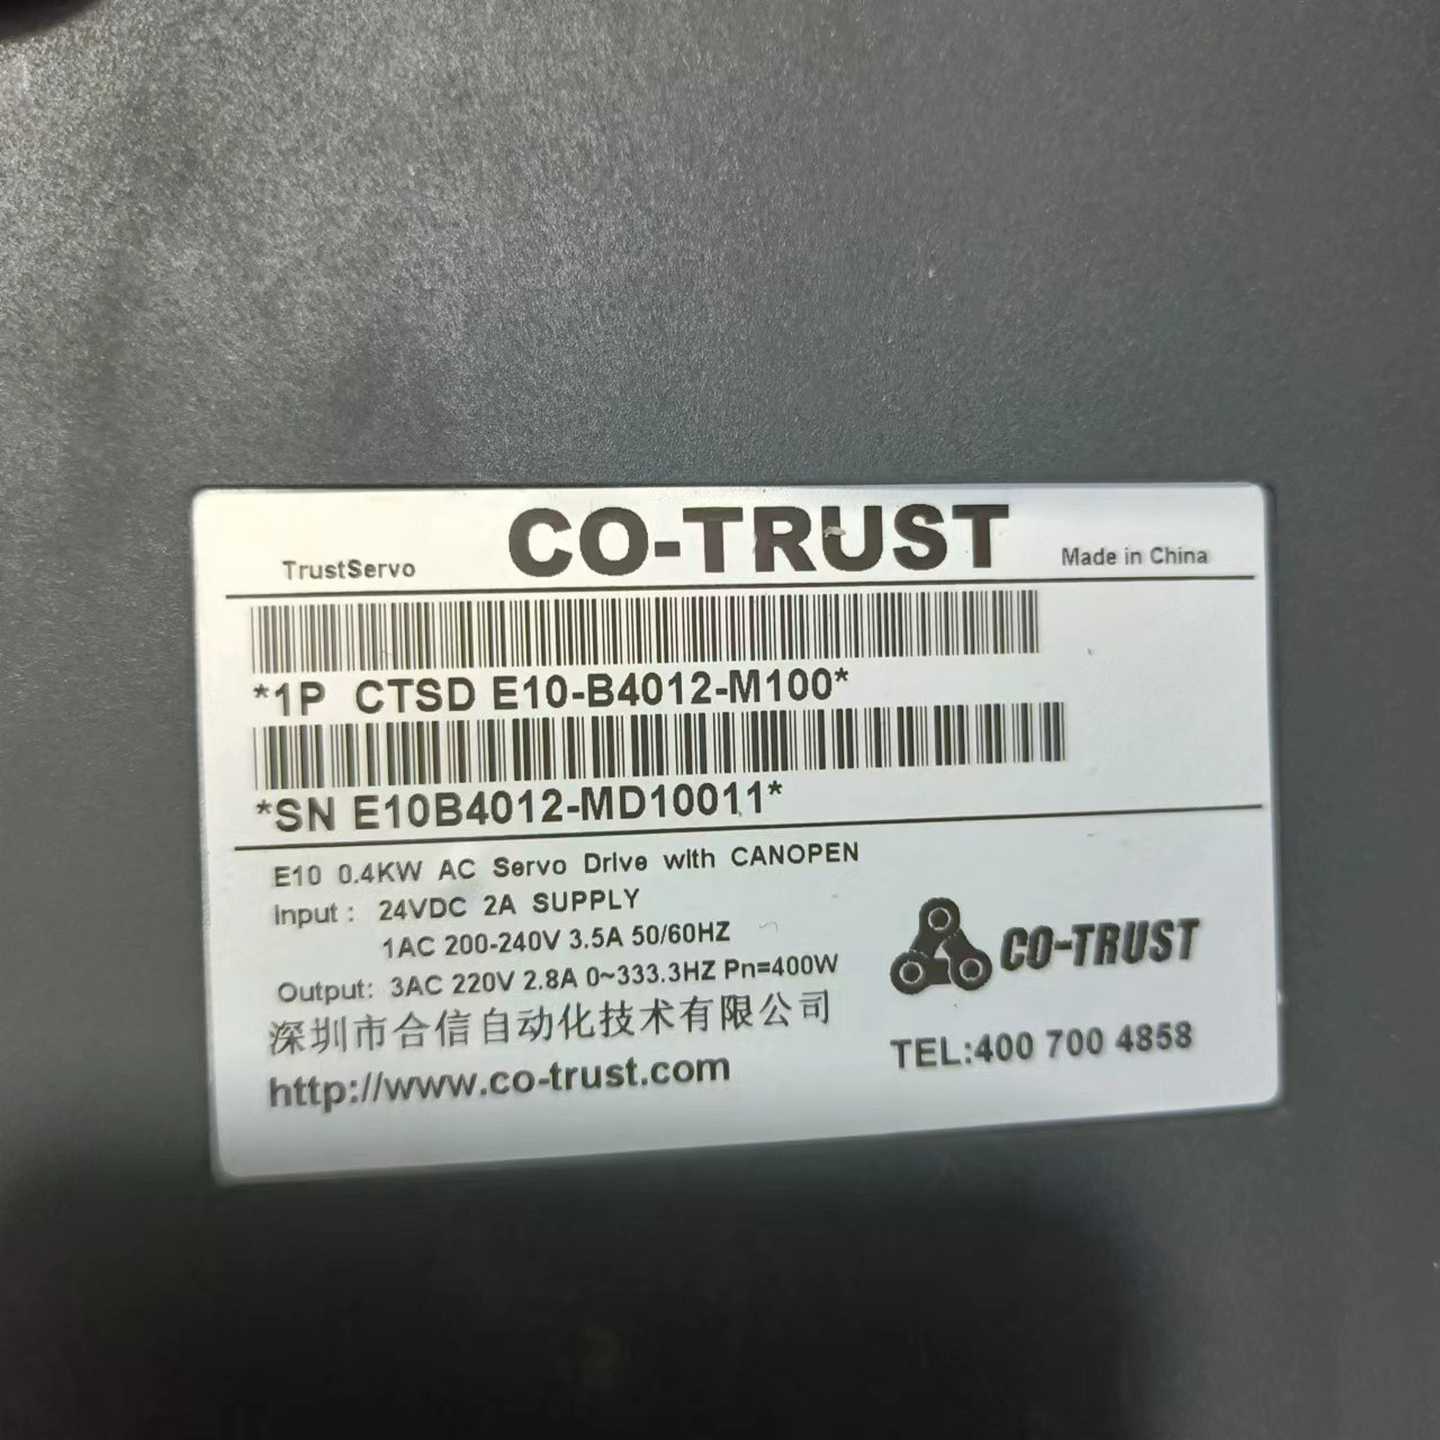 TrustServo CO-TRUST Made in China
*1P CTSD E10-B4012-M100*
*SN E10B4012-MD10011*
E10 0.4KW AC Servo Drive with CANOPEN
Input : 24VDC 2A SUPPLY
1AC 200-240V 3.5A 50/60HZ
Output: 3AC 220V 2.8A 0~333.3HZ Pn=400W
深圳市合信自动化技术有限公司
http://www.co-trust.com
CO-TRUST
TEL:400 700 4858